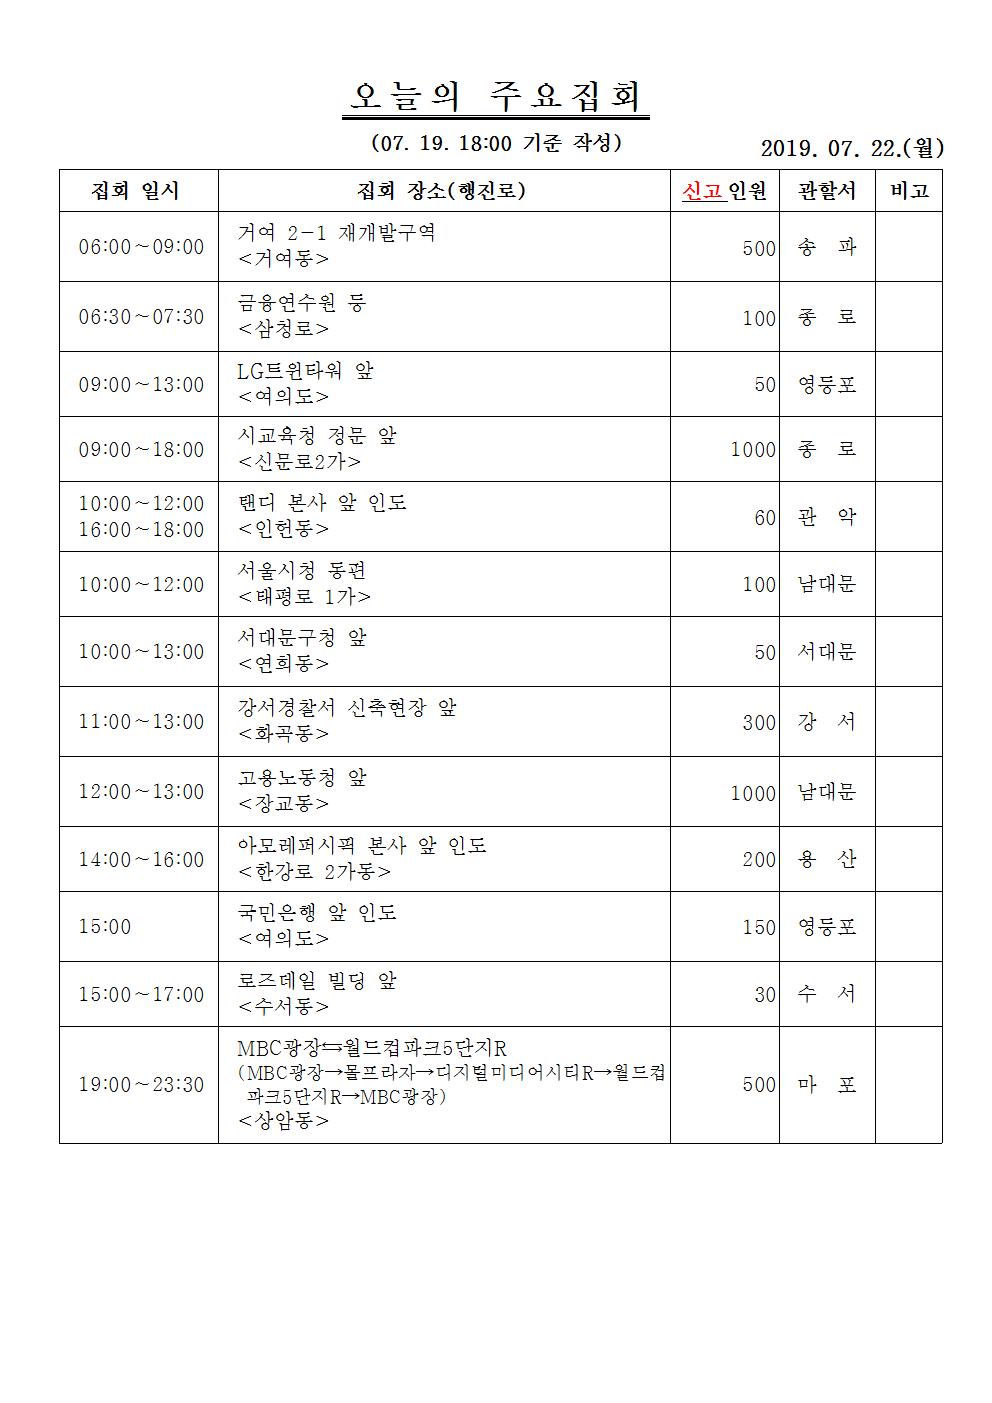 오늘의 주요집회
(07. 19. 18:00 기준 작성)
2019. 07. 22.(월)
집회 일시 집회 장소(행진로) 신고인원 관할서 비고
06:00~09:00 거여 2-1 재개발구역
<거여동> 500 송 파
06:30~07:30 금융연수원 등
<삼청로> 100 종 로
09:00~13:00 LG트윈타워 앞
<여의도> 50 영등포
09:00~18:00 시교육청 정문 앞
<신문로2가> 1000 종 로
10:00~12:00 탠디 본사 앞 인도
16:00~18:00 <인헌동> 60 관 악
10:00~12:00 서울시청 동편
<태평로 1가> 100 남대문
10:00~13:00 서대문구청 앞
<연희동> 50 서대문
11:00~13:00 강서경찰서 신축현장 앞
<화곡동> 300 강 서
12:00~13:00 고용노동청 앞
<장교동> 1000 남대문
14:00~16:00 아모레퍼시픽 본사 앞 인도
<한강로 2가동> 200 용 산
15:00 국민은행 앞 인도
<여의도> 150 영등포
15:00~17:00 로즈데일 빌딩 앞
<수서동> 30 수 서
MBC광장⇆월드컵파크5단지R
(MBC광장→몰프라자→디지털미디어시티R→월드컵
19:00~23:30 파크5단지R→MBC광장) 500 마 포
<상암동>